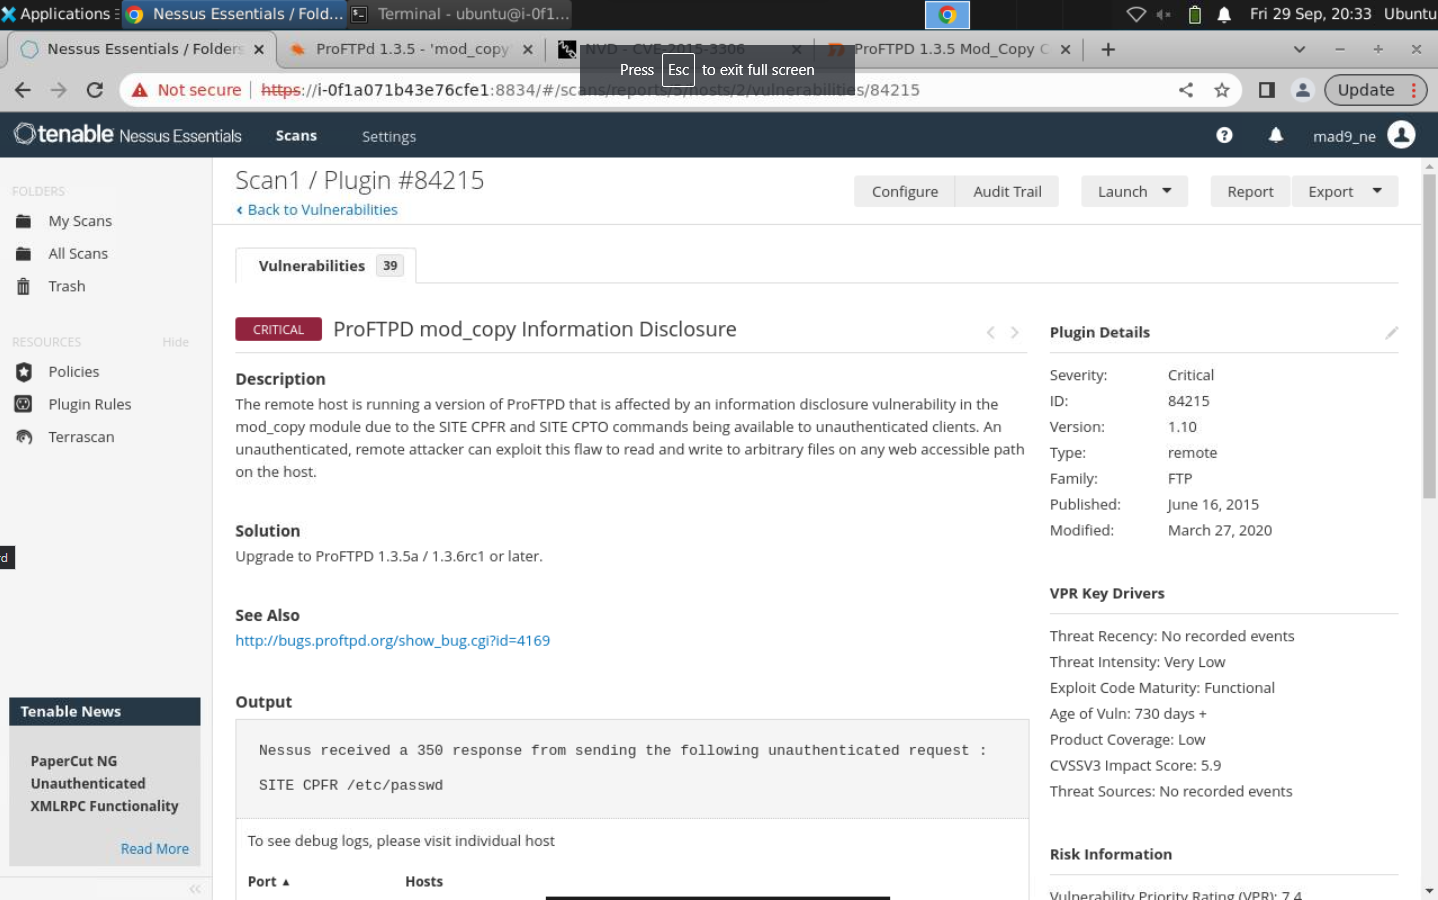 Applications
Nessus Essentials / Fold...
Terminal - ubuntu@i-0f1...
Fri 29 Sep, 20:33 Ubuntu
Nessus Essentials / Folders
ProFTPd 1.3.5 - 'mod_copy'
NVD - CVE-2015-3306
ProFTPD 1.3.5 Mod_Copy C
Press Esc to exit full screen
Not secure
https://i-0f1a071b43e76cfe1:8834/#/scans/reports/5/hosts/2/vulnerabilities/84215
Update
tenable Nessus Essentials
Scans
Settings
mad9_ne
FOLDERS
My Scans
All Scans
Trash
RESOURCES
Hide
Policies
Plugin Rules
Terrascan
rd
Tenable News
PaperCut NG
Unauthenticated
XMLRPC Functionality
Read More
Scan1 / Plugin #84215
Back to Vulnerabilities
Configure
Audit Trail
Launch
Report
Export
Vulnerabilities 39
CRITICAL
ProFTPD mod_copy Information Disclosure
Description
The remote host is running a version of ProFTPD that is affected by an information disclosure vulnerability in the
mod_copy module due to the SITE CPFR and SITE CPTO commands being available to unauthenticated clients. An
unauthenticated, remote attacker can exploit this flaw to read and write to arbitrary files on any web accessible path
on the host.
Solution
Upgrade to ProFTPD 1.3.5a / 1.3.6rc1 or later.
See Also
http://bugs.proftpd.org/show_bug.cgi?id=4169
Output
Nessus received a 350 response from sending the following unauthenticated request :
SITE CPFR /etc/passwd
To see debug logs, please visit individual host
Port
Hosts
Plugin Details
Severity: Critical
ID: 84215
Version: 1.10
Type: remote
Family: FTP
Published: June 16, 2015
Modified: March 27, 2020
VPR Key Drivers
Threat Recency: No recorded events
Threat Intensity: Very Low
Exploit Code Maturity: Functional
Age of Vuln: 730 days +
Product Coverage: Low
CVSSV3 Impact Score: 5.9
Threat Sources: No recorded events
Risk Information
Vulnerability Priority Rating (VPR): 7.4